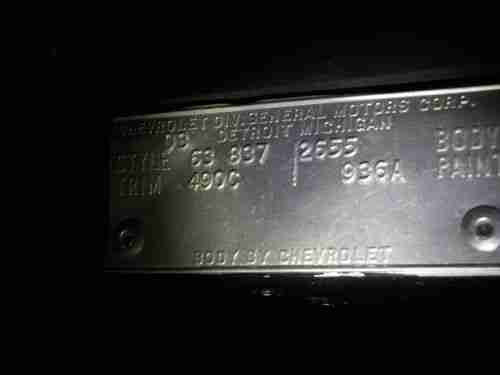 CHEVROLET DIV. GENERAL MOTORS CORP.
DETROIT MICHIGAN
STYLE 63 837 2655 BODY
TRIM 490C 936A PAINT
BODY BY CHEVROLET